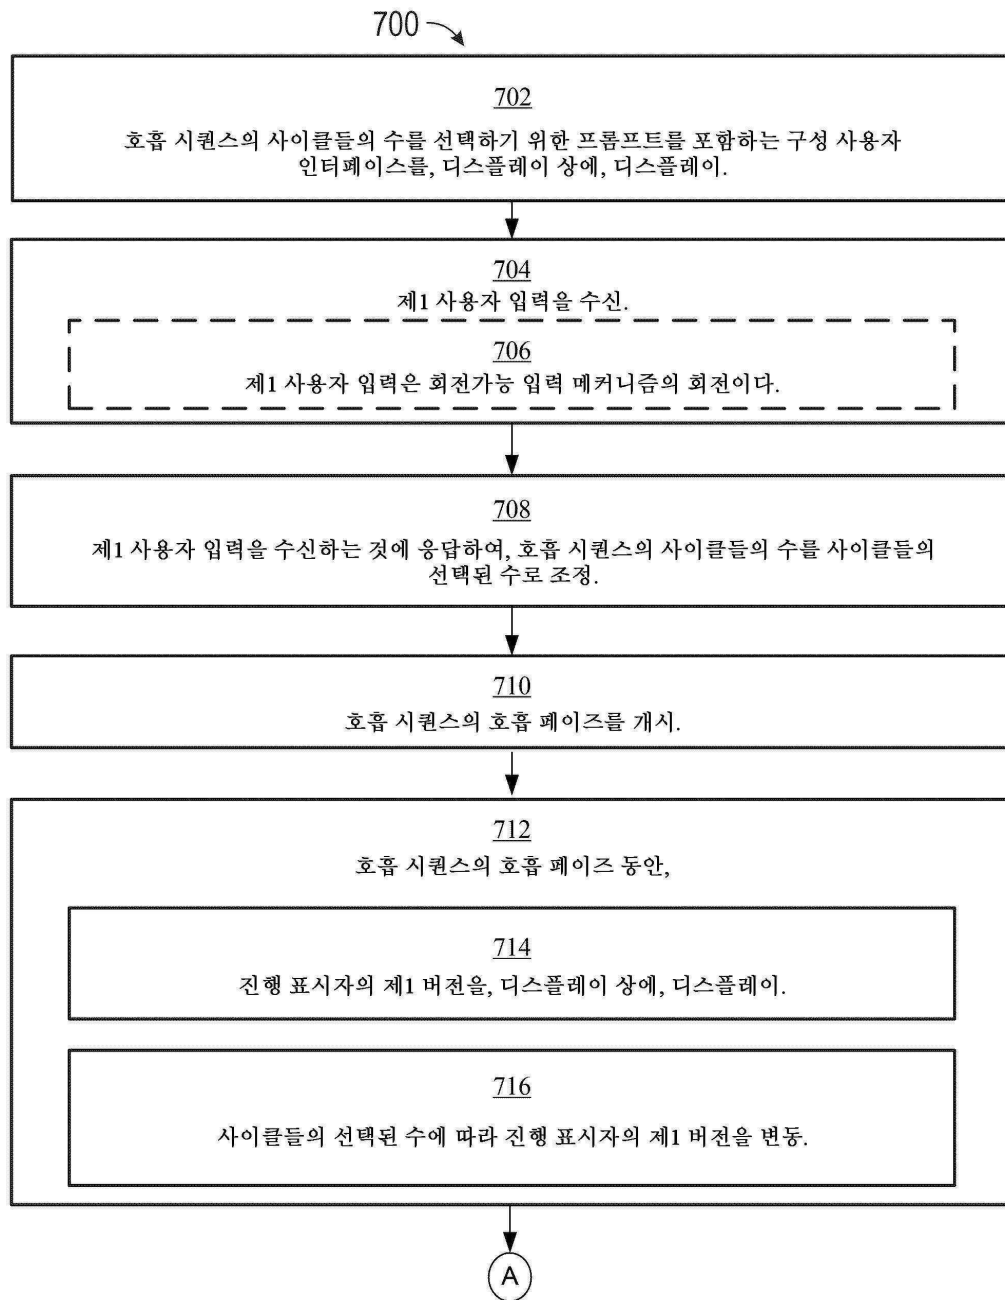 700
702
호흡 시퀀스의 사이클들의 수를 선택하기 위한 프롬프트를 포함하는 구성 사용자
인터페이스를, 디스플레이 상에, 디스플레이.
704
제1 사용자 입력을 수신.
706
제1 사용자 입력은 회전가능 입력 메커니즘의 회전이다.
708
제1 사용자 입력을 수신하는 것에 응답하여, 호흡 시퀀스의 사이클들의 수를 사이클들의
선택된 수로 조정.
710
호흡 시퀀스의 호흡 페이즈를 개시.
712
호흡 시퀀스의 호흡 페이즈 동안,
714
진행 표시자의 제1 버전을, 디스플레이 상에, 디스플레이.
716
사이클들의 선택된 수에 따라 진행 표시자의 제1 버전을 변동.
A